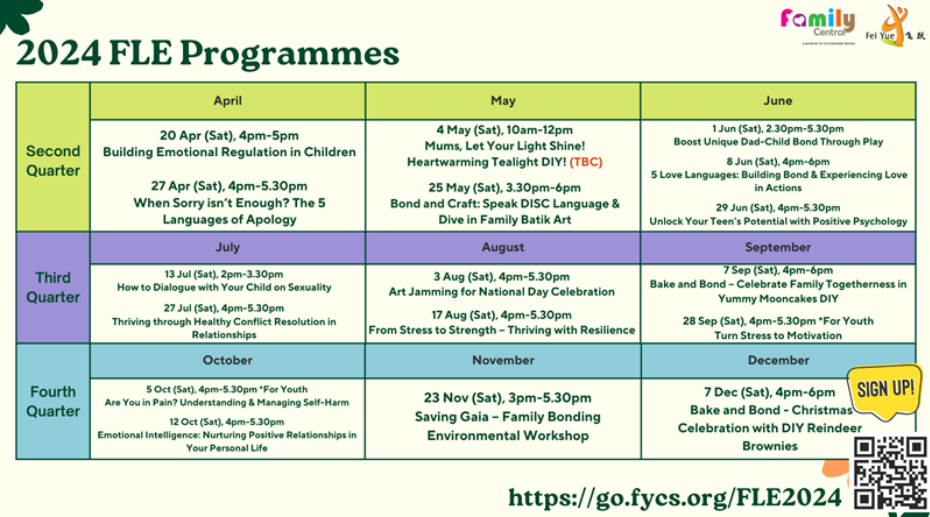 Family
Central
Fei Yue 飞跃
2024 FLE Programmes
Second
Quarter
April
20 Apr (Sat), 4pm-5pm
Building Emotional Regulation in Children
27 Apr (Sat), 4pm-5.30pm
When Sorry isn't Enough? The 5
Languages of Apology
May
4 May (Sat), 10am-12pm
Mums, Let Your Light Shine!
Heartwarming Tealight DIY! (TBC)
25 May (Sat), 3.30pm-6pm
Bond and Craft: Speak DISC Language &
Dive in Family Batik Art
June
1 Jun (Sat), 2.30pm-5.30pm
Boost Unique Dad-Child Bond Through Play
8 Jun (Sat), 4pm-6pm
5 Love Languages: Building Bond & Experiencing Love
in Actions
29 Jun (Sat), 4pm-5.30pm
Unlock Your Teen's Potential with Positive Psychology
Third
Quarter
July
13 Jul (Sat), 2pm-3.30pm
How to Dialogue with Your Child on Sexuality
27 Jul (Sat), 4pm-5.30pm
Thriving through Healthy Conflict Resolution in
Relationships
August
3 Aug (Sat), 4pm-5.30pm
Art Jamming for National Day Celebration
17 Aug (Sat), 4pm-5.30pm
From Stress to Strength – Thriving with Resilience
September
7 Sep (Sat), 4pm-6pm
Bake and Bond – Celebrate Family Togetherness in
Yummy Mooncakes DIY
28 Sep (Sat), 4pm-5.30pm *For Youth
Turn Stress to Motivation
Fourth
Quarter
October
5 Oct (Sat), 4pm-5.30pm *For Youth
Are You in Pain? Understanding & Managing Self-Harm
12 Oct (Sat), 4pm-5.30pm
Emotional Intelligence: Nurturing Positive Relationships in
Your Personal Life
November
23 Nov (Sat), 3pm-5.30pm
Saving Gaia – Family Bonding
Environmental Workshop
December
7 Dec (Sat), 4pm-6pm
Bake and Bond - Christmas
Celebration with DIY Reindeer
Brownies
SIGN UP!
https://go.fycs.org/FLE2024